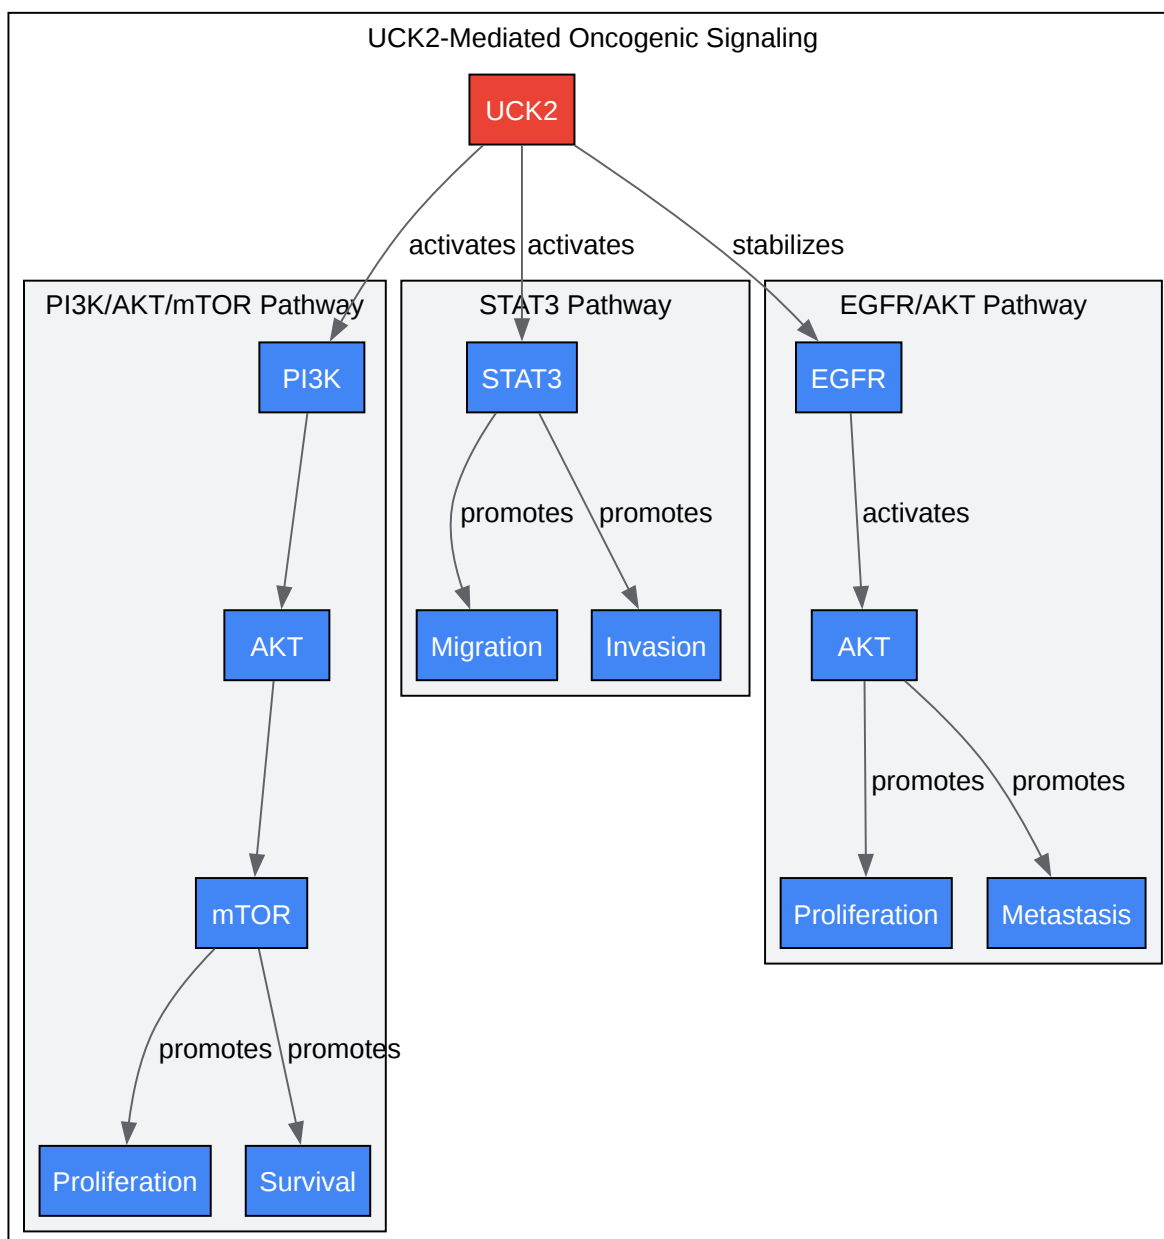 UCK2-Mediated Oncogenic Signaling
UCK2
activates
activates
stabilizes
PI3K/AKT/mTOR Pathway
STAT3 Pathway
EGFR/AKT Pathway
PI3K
STAT3
EGFR
promotes
promotes
activates
AKT
Migration
Invasion
AKT
promotes
promotes
mTOR
Proliferation
Metastasis
promotes
promotes
Proliferation
Survival